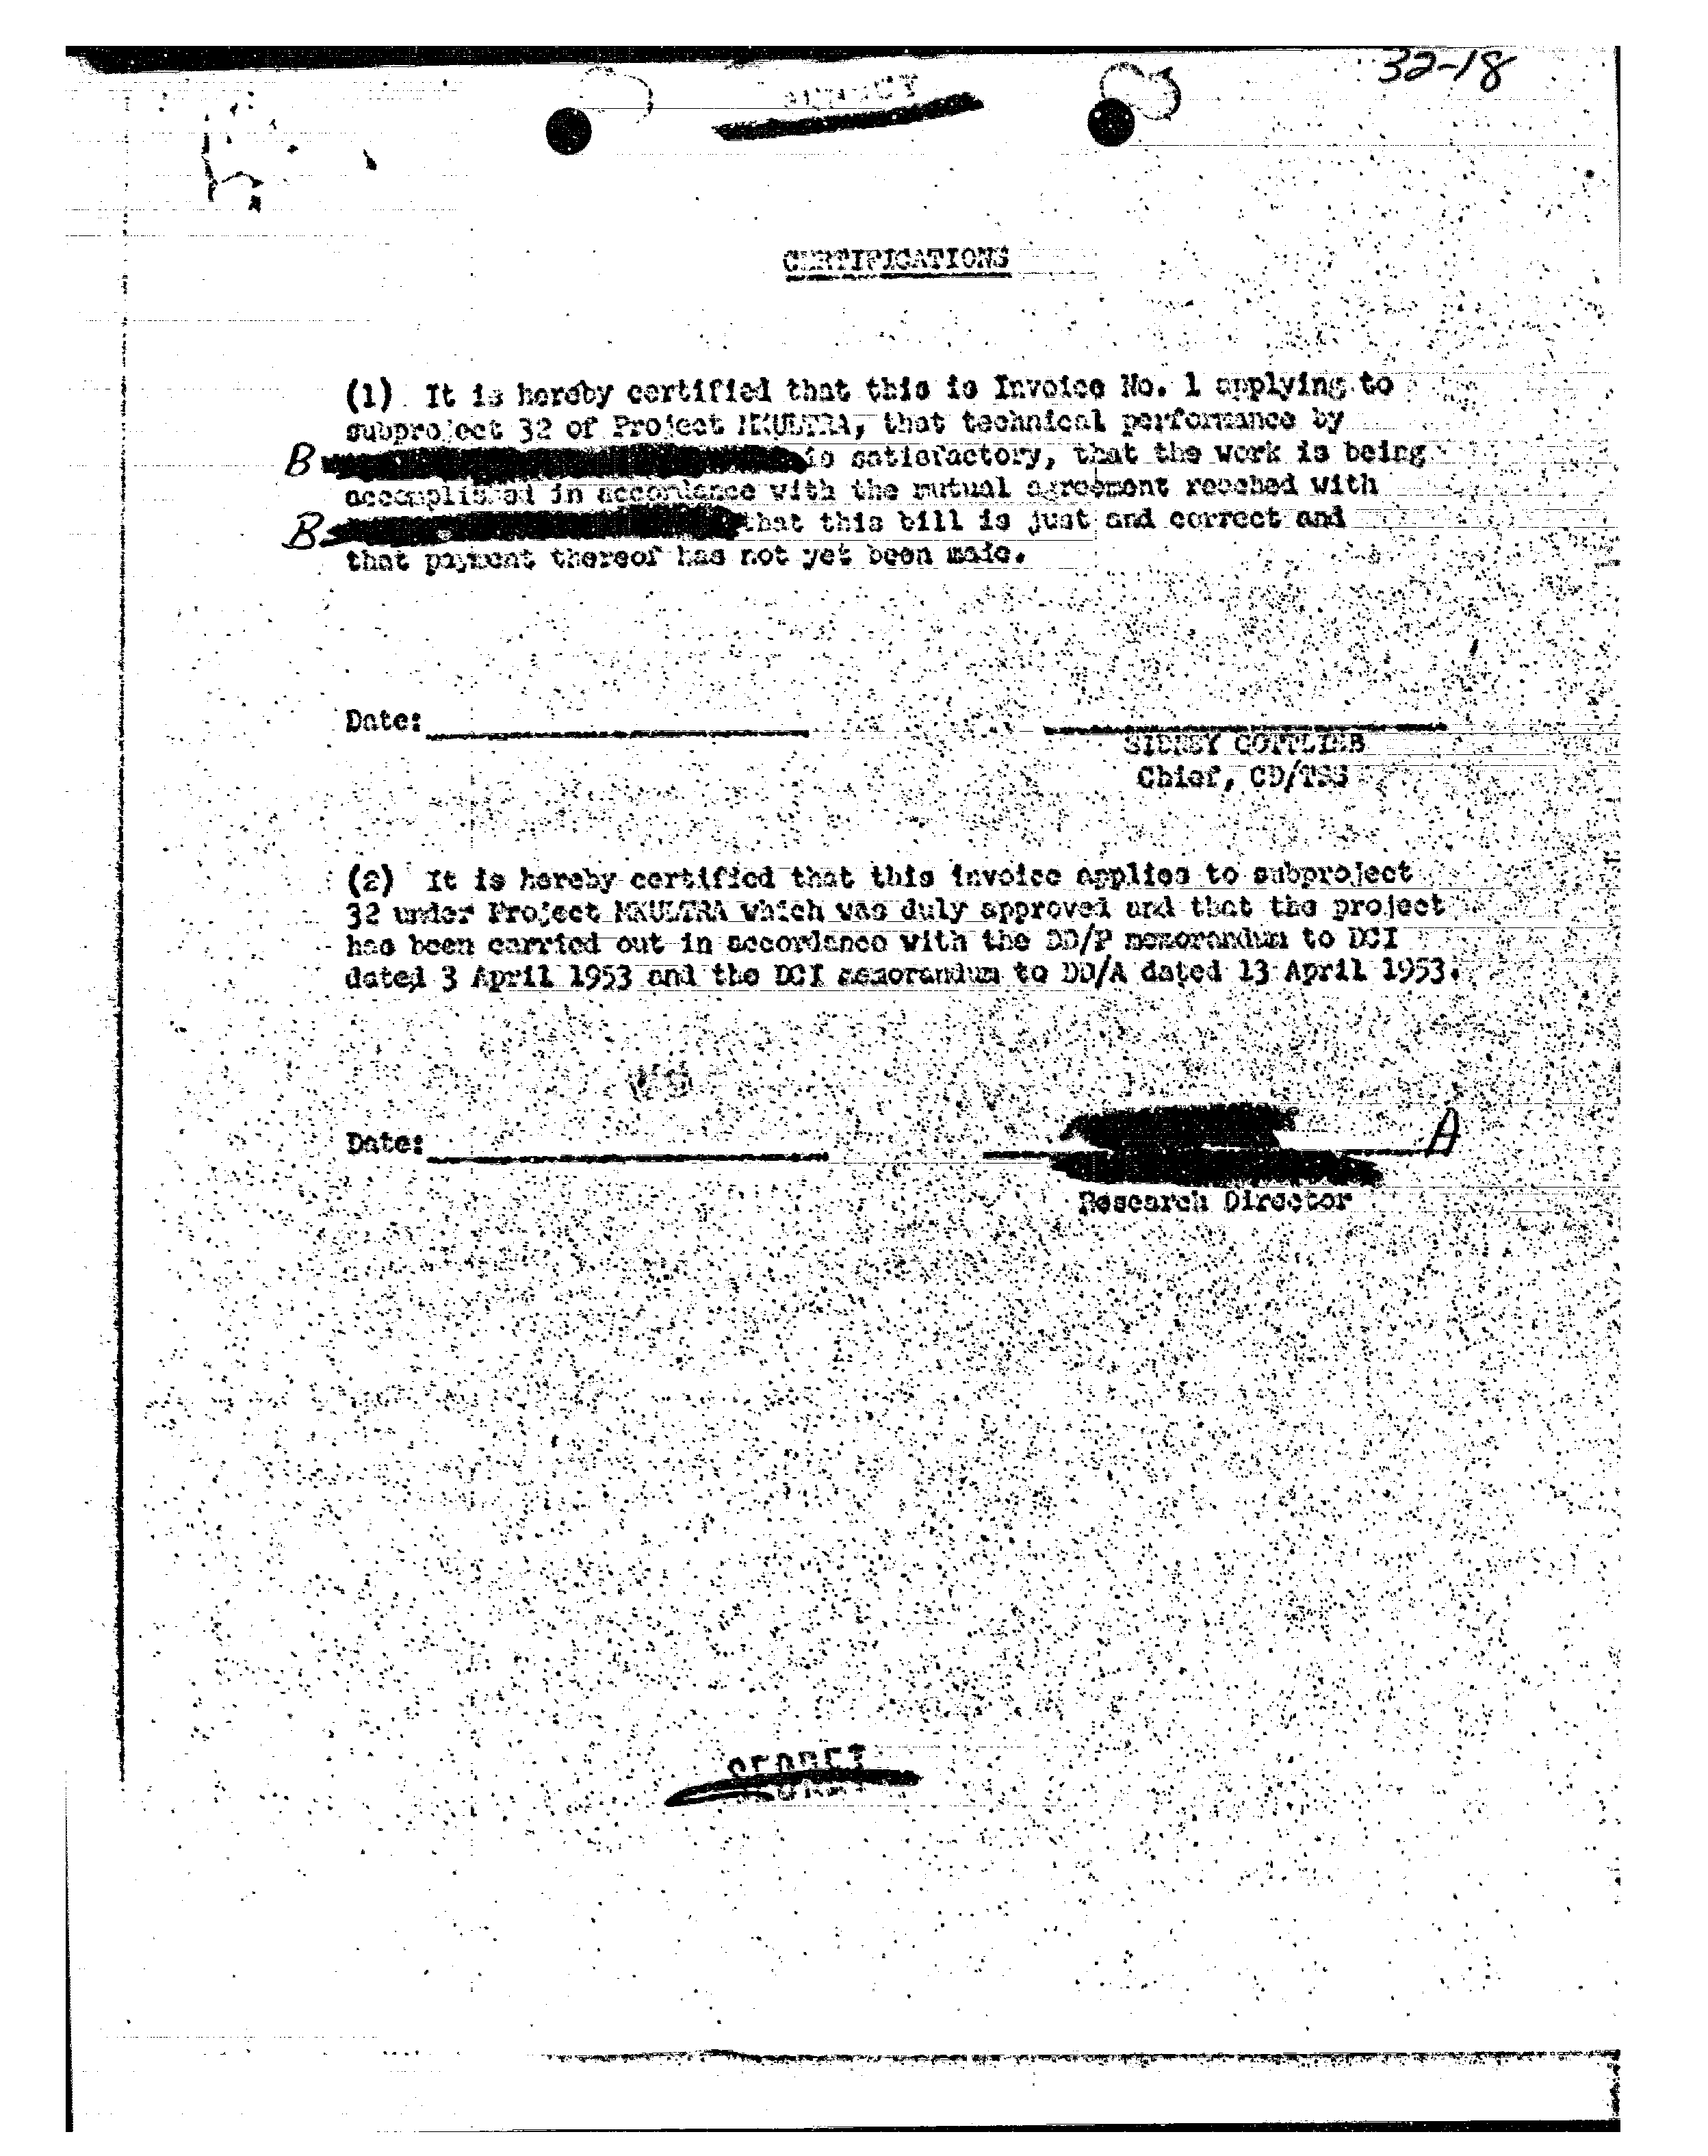 32-18
CERTIFICATIONS
(1) It is hereby certified that this is Invoice No. 1 applying to
subproject 32 of Project MKULTRA, that technical performance by
B is satisfactory, that the work is being
accomplished in accordance with the mutual agreement reached with
B that this bill is just and correct and
that payment thereof has not yet been made.
Date:
SIDNEY GOTTLIEB
Chief, CD/TSS
(2) It is hereby certified that this invoice applies to subproject
32 under Project MKULTRA which was duly approved and that the project
has been carried out in accordance with the DD/P memorandum to DCI
dated 3 April 1953 and the DCI memorandum to DD/A dated 13 April 1953.
Date:
A
Research Director
SECRET